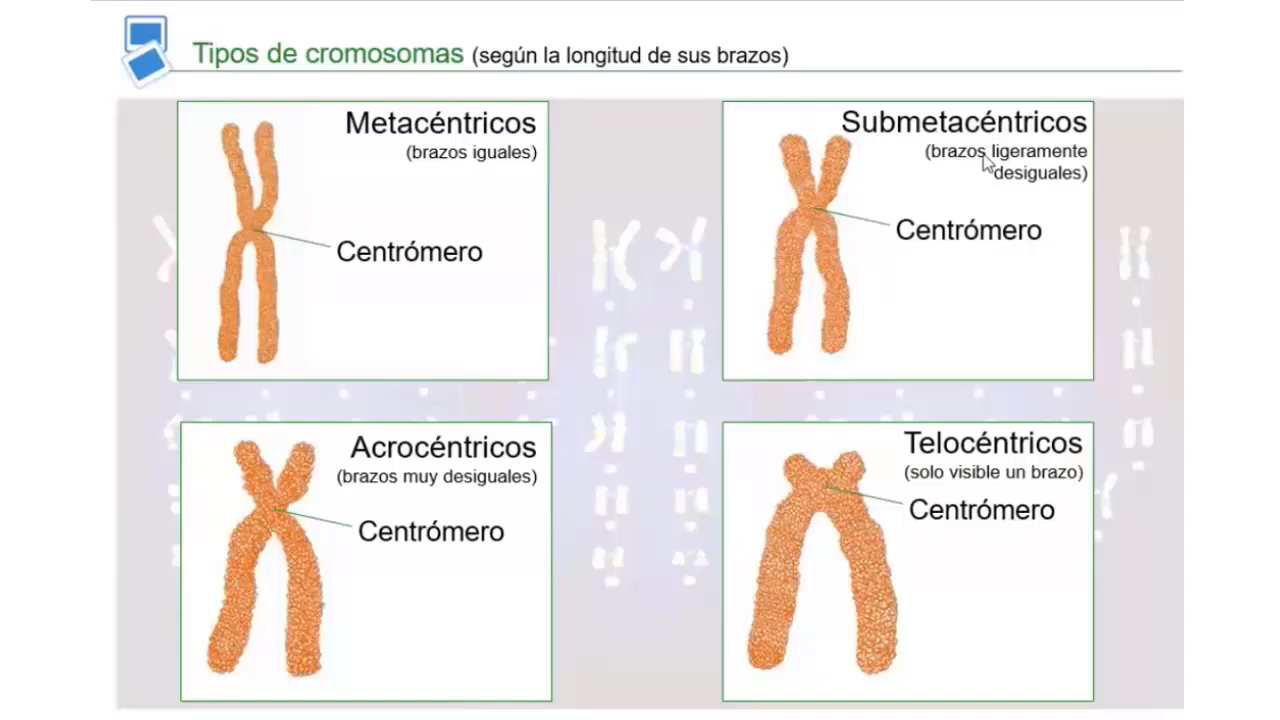 Tipos de cromosomas (según la longitud de sus brazos)
Metacéntricos
(brazos iguales)
Centrómero
Submetacéntricos
(brazos ligeramente
desiguales)
Centrómero
Acrocéntricos
(brazos muy desiguales)
Centrómero
Telocéntricos
(solo visible un brazo)
Centrómero